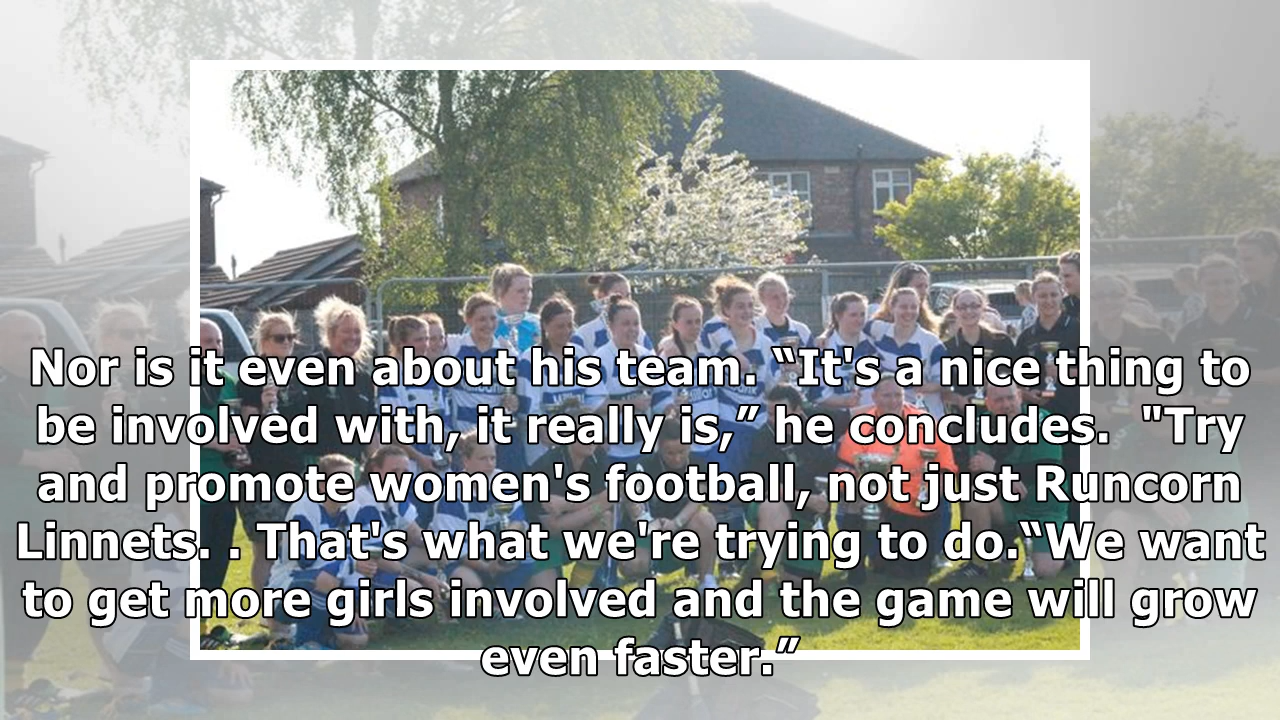 Nor is it even about his team. “It's a nice thing to
be involved with, it really is,” he concludes.  "Try
and promote women's football, not just Runcorn
Linnets. . That's what we're trying to do.“We want
to get more girls involved and the game will grow
even faster.”